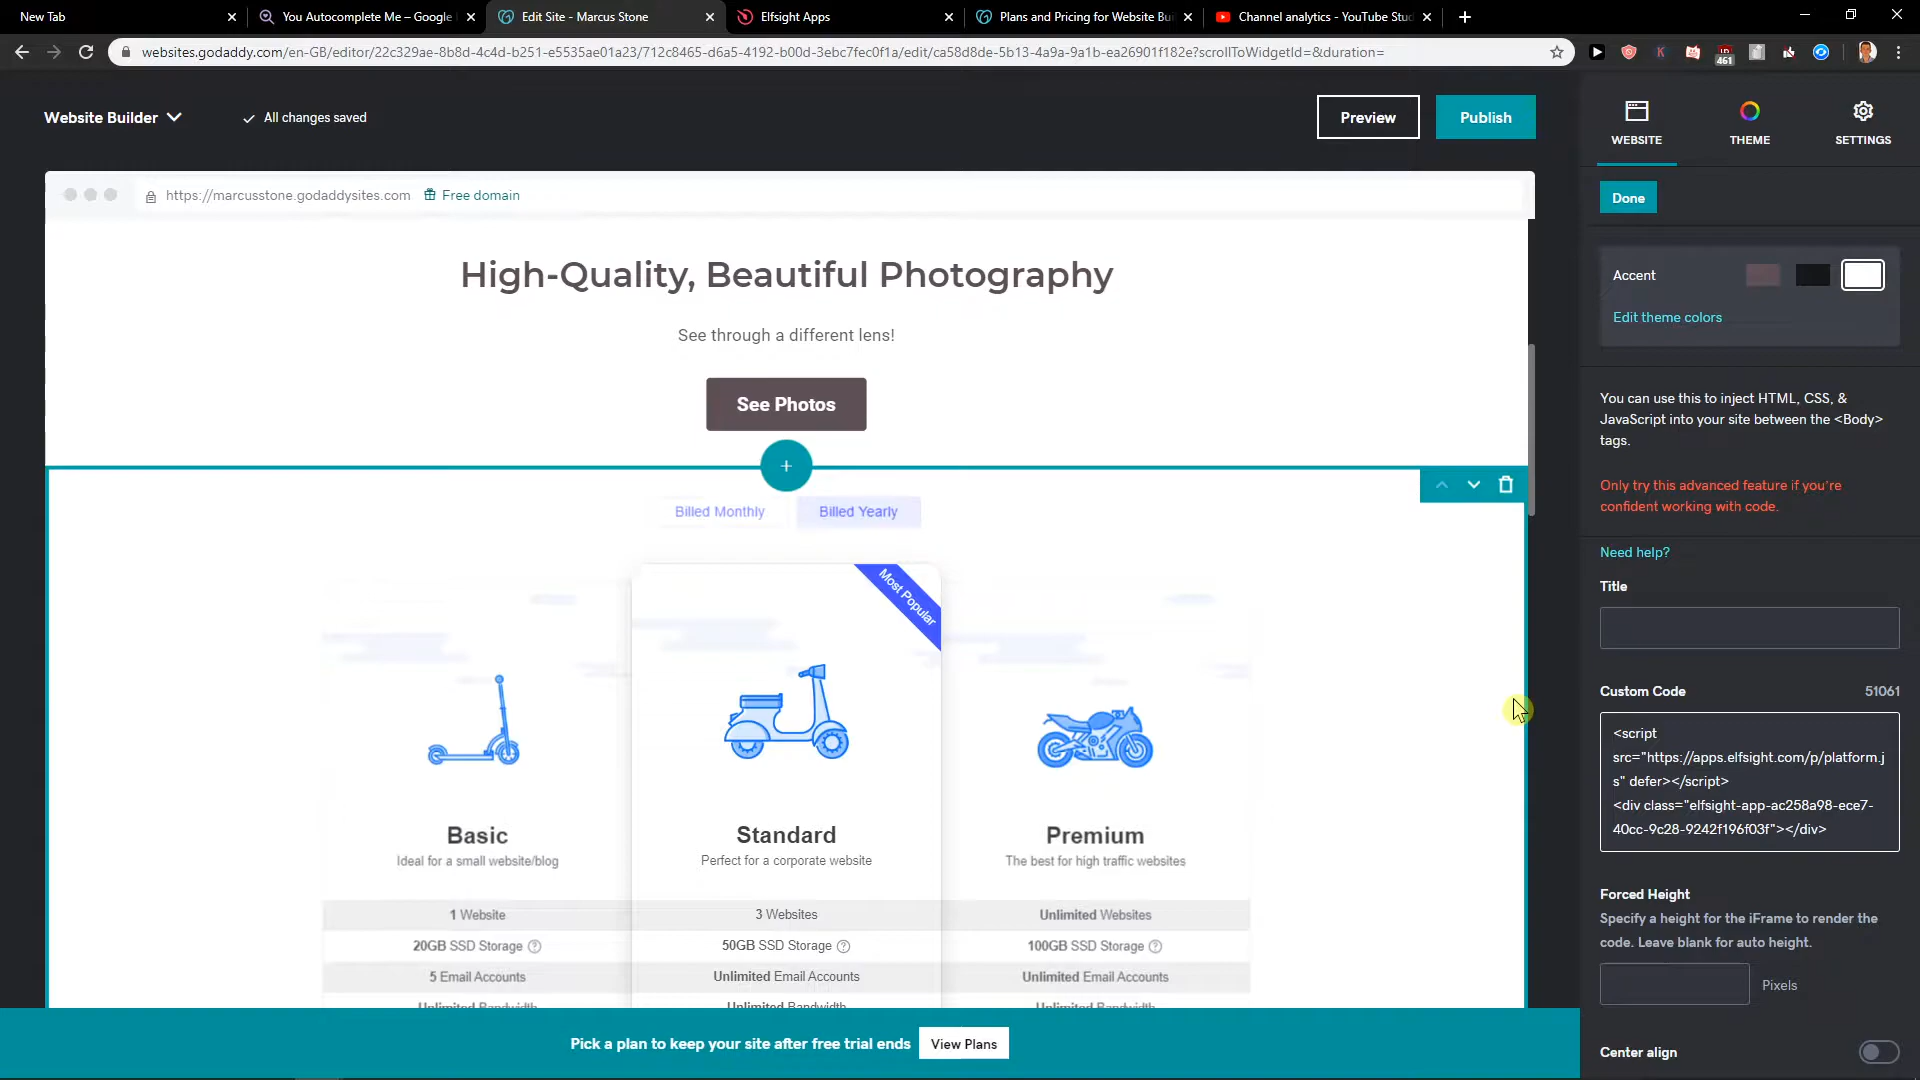 New Tab
You Autocomplete Me – Google
Edit Site - Marcus Stone
Elfsight Apps
Plans and Pricing for Website Bui
Channel analytics - YouTube Stud
websites.godaddy.com/en-GB/editor/22c329ae-8b8d-4c4d-b251-e5535ae01a23/712c8465-d6a5-4192-b00d-3ebc7fec0f1a/edit/ca58d8de-5b13-4a9a-9a1b-ea26901f182e?scrollToWidgetId=&duration=
461
Website Builder
All changes saved
Preview
Publish
WEBSITE
THEME
SETTINGS
https://marcusstone.godaddysites.com
Free domain
High-Quality, Beautiful Photography
See through a different lens!
See Photos
Billed Monthly
Billed Yearly
Most Popular
Basic
Ideal for a small website/blog
1 Website
20GB SSD Storage
5 Email Accounts
Unlimited Bandwidth
Standard
Perfect for a corporate website
3 Websites
50GB SSD Storage
Unlimited Email Accounts
Unlimited Bandwidth
Premium
The best for high traffic websites
Unlimited Websites
100GB SSD Storage
Unlimited Email Accounts
Unlimited Bandwidth
Pick a plan to keep your site after free trial ends
View Plans
Done
Accent
Edit theme colors
You can use this to inject HTML, CSS, &
JavaScript into your site between the <Body>
tags.
Only try this advanced feature if you're
confident working with code.
Need help?
Title
Custom Code
51061
<script
src="https://apps.elfsight.com/p/platform.j
s" defer></script>
<div class="elfsight-app-ac258a98-ece7-
40cc-9c28-9242f196f03f"></div>
Forced Height
Specify a height for the iFrame to render the
code. Leave blank for auto height.
Pixels
Center align